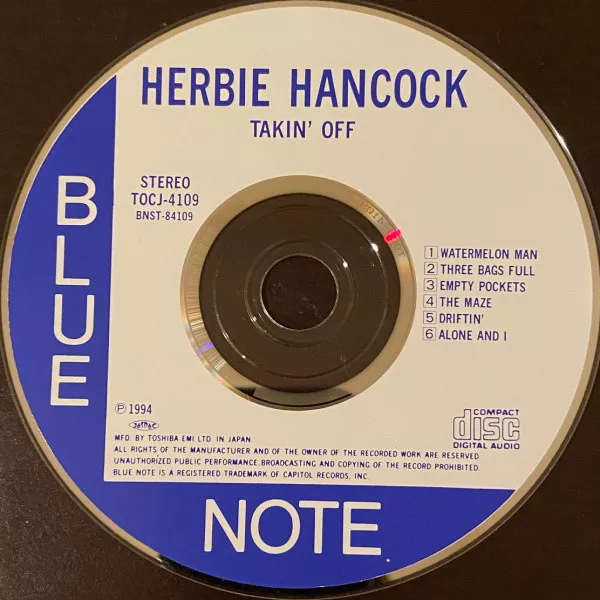 HERBIE HANCOCK
TAKIN' OFF
STEREO
TOCJ-4109
BNST-84109
BLUE
1 WATERMELON MAN
2 THREE BAGS FULL
3 EMPTY POCKETS
4 THE MAZE
5 DRIFTIN'
6 ALONE AND I
Ⓟ 1994
JASRAC
COMPACT
disc
DIGITAL AUDIO
MFD. BY TOSHIBA EMI LTD. IN JAPAN.
ALL RIGHTS OF THE MANUFACTURER AND OF THE OWNER OF THE RECORDED WORK ARE RESERVED
UNAUTHORIZED PUBLIC PERFORMANCE, BROADCASTING AND COPYING OF THE RECORD PROHIBITED.
BLUE NOTE IS A REGISTERED TRADEMARK OF CAPITOL RECORDS, INC.
NOTE